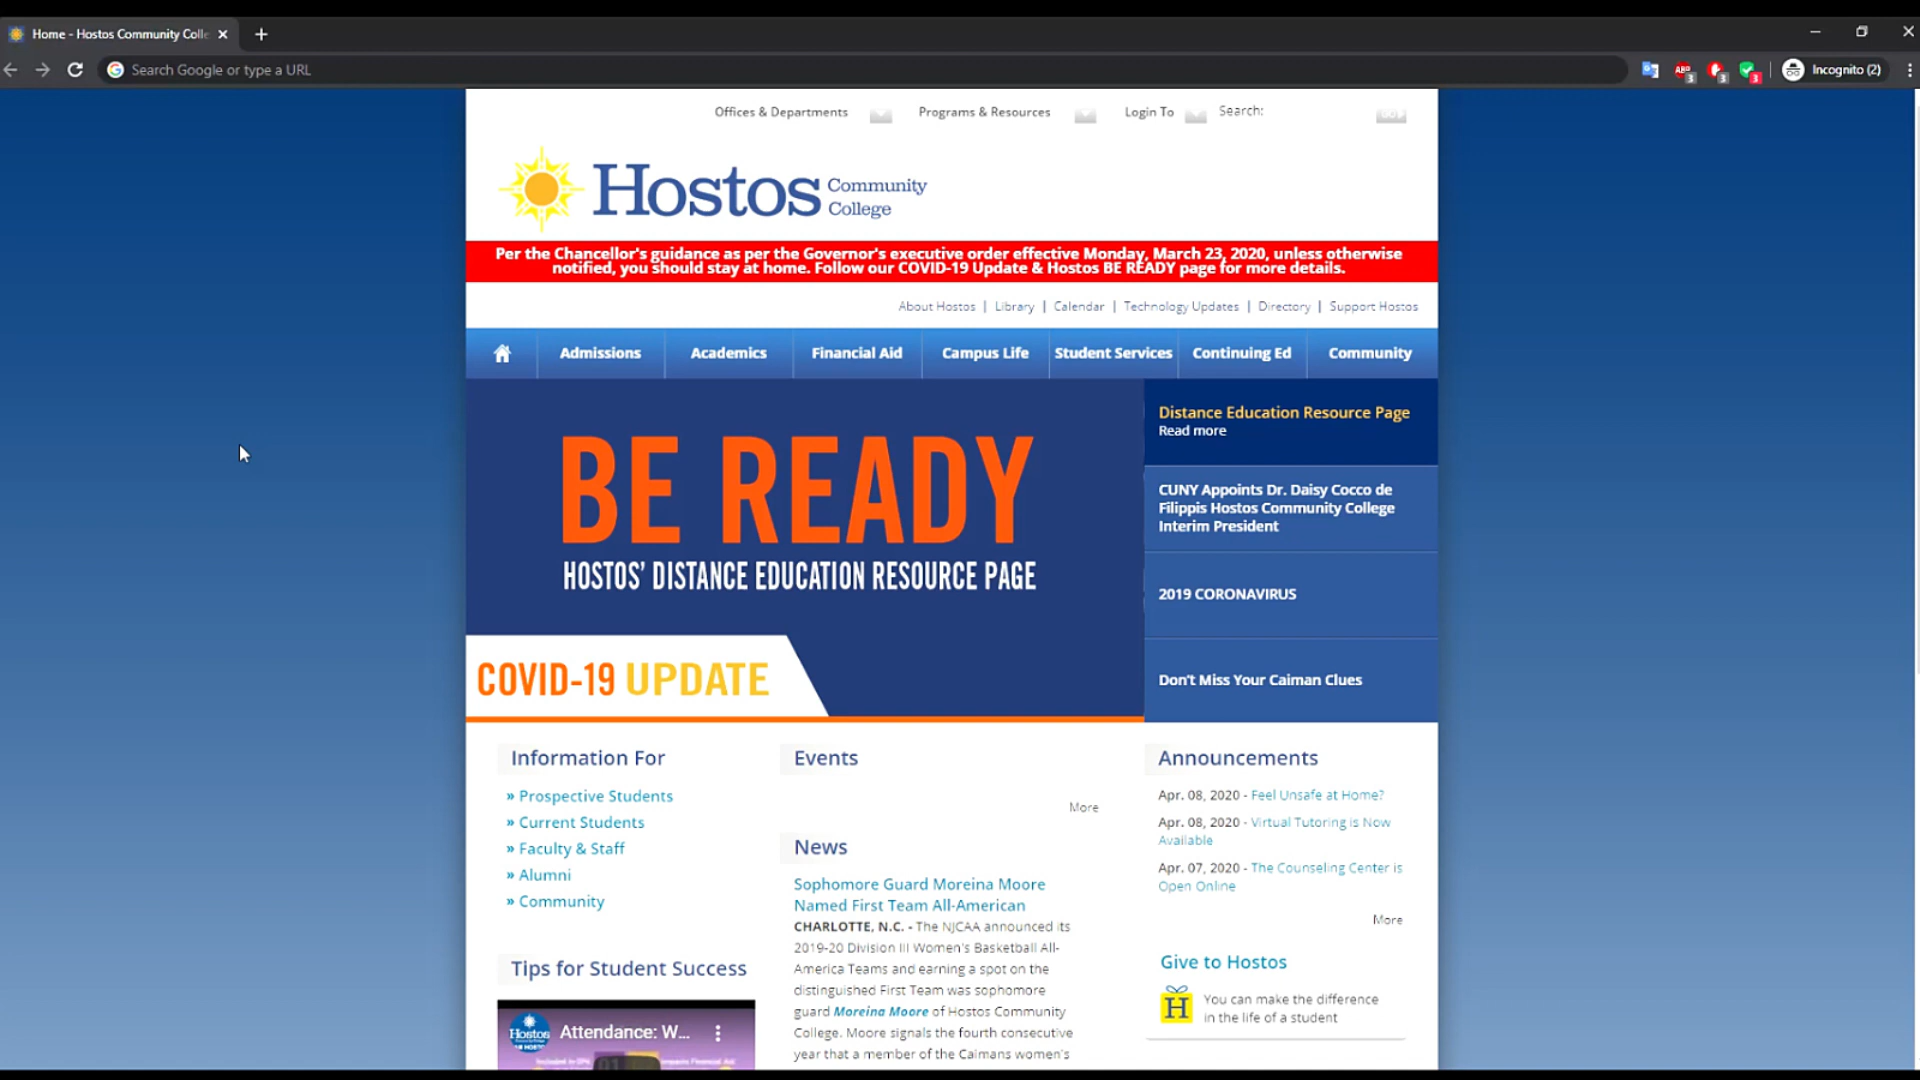 Home - Hostos Community Coll
Search Google or type a URL
ABP
3
3
3
Incognito (2)
Offices & Departments
Programs & Resources
Login To
Search:
GO
Hostos Community
College
Per the Chancellor's guidance as per the Governor's executive order effective Monday, March 23, 2020, unless otherwise
notified, you should stay at home. Follow our COVID-19 Update & Hostos BE READY page for more details.
About Hostos | Library | Calendar | Technology Updates | Directory | Support Hostos
Admissions
Academics
Financial Aid
Campus Life
Student Services
Continuing Ed
Community
BE READY
HOSTOS' DISTANCE EDUCATION RESOURCE PAGE
COVID-19 UPDATE
Distance Education Resource Page
Read more
CUNY Appoints Dr. Daisy Cocco de
Filippis Hostos Community College
Interim President
2019 CORONAVIRUS
Don't Miss Your Caiman Clues
Information For
» Prospective Students
» Current Students
» Faculty & Staff
» Alumni
» Community
Tips for Student Success
Hostos
Attendance: W...
Events
More
News
Sophomore Guard Moreina Moore
Named First Team All-American
CHARLOTTE, N.C. - The NJCAA announced its
2019-20 Division III Women's Basketball All-
America Teams and earning a spot on the
distinguished First Team was sophomore
guard Moreina Moore of Hostos Community
College. Moore signals the fourth consecutive
year that a member of the Caimans women's
Announcements
Apr. 08, 2020 - Feel Unsafe at Home?
Apr. 08, 2020 - Virtual Tutoring is Now
Available
Apr. 07, 2020 - The Counseling Center is
Open Online
More
Give to Hostos
H
You can make the difference
in the life of a student